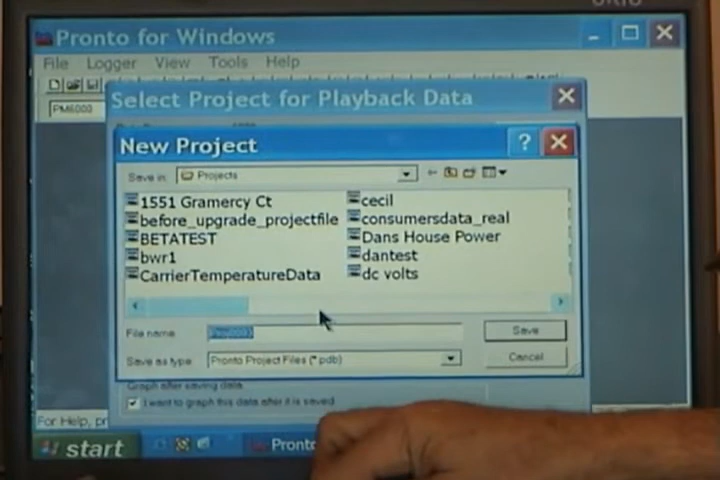 Pronto for Windows
File Logger View Tools Help
PM6000
Select Project for Playback Data
New Project
Save in: Projects
1551 Gramercy Ct
before_upgrade_projectfile
BETATEST
bwr1
CarrierTemperatureData
cecil
consumersdata_real
Dans House Power
dantest
dc volts
File name:
Save
Save as type: Pronto Project Files (*.pdb)
Cancel
Graph after saving data
I want to graph this data after it is saved
For Help, pr
start
Pronto